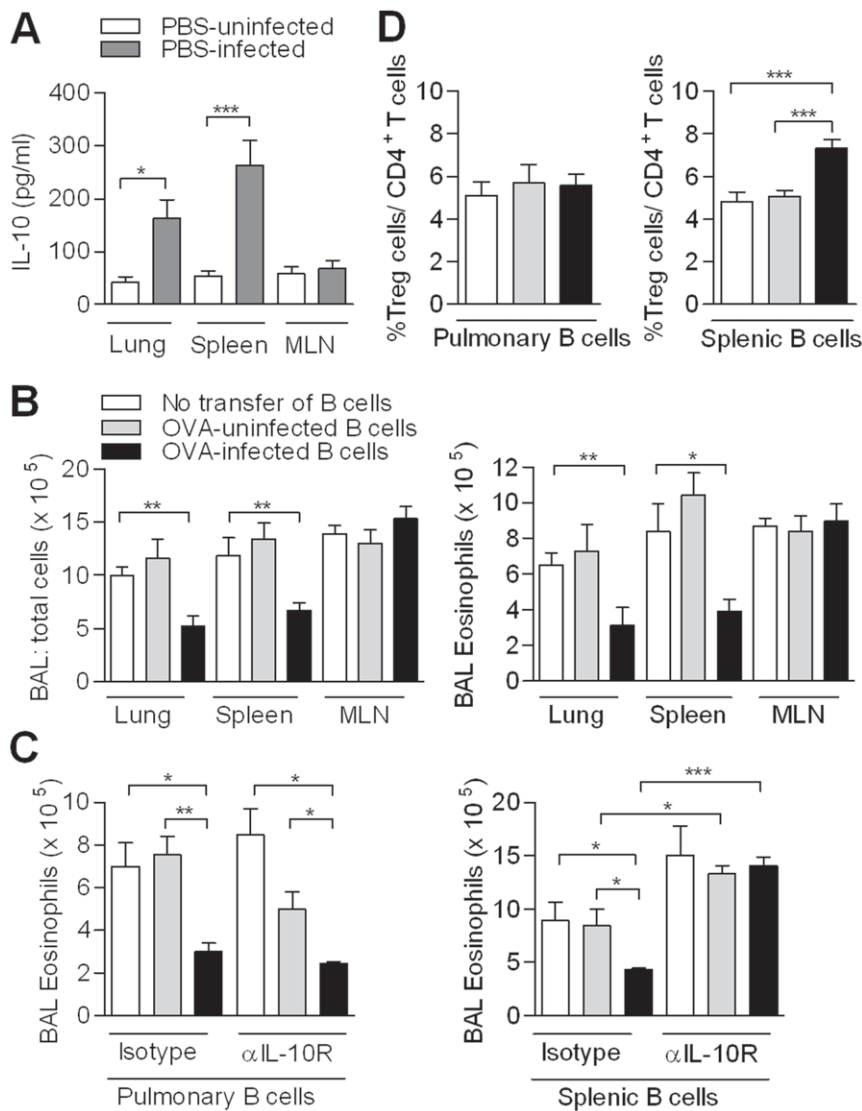 A
PBS-uninfected
PBS-infected
IL-10 (pg/ml)
400
300
200
100
0
*
***
Lung
Spleen
MLN
D
%Treg cells/ CD4+ T cells
10
8
6
4
2
0
Pulmonary B cells
%Treg cells/ CD4+ T cells
10
8
6
4
2
0
***
***
Splenic B cells
B
No transfer of B cells
OVA-uninfected B cells
OVA-infected B cells
BAL: total cells (x 10 5)
20
15
10
5
0
**
**
Lung
Spleen
MLN
BAL Eosinophils (x 10 5)
12
10
8
6
4
2
0
**
*
Lung
Spleen
MLN
C
BAL Eosinophils (x 10 5)
10
8
6
4
2
0
*
**
*
*
Isotype
αIL-10R
Pulmonary B cells
BAL Eosinophils (x 10 5)
20
15
10
5
0
***
*
*
*
Isotype
αIL-10R
Splenic B cells